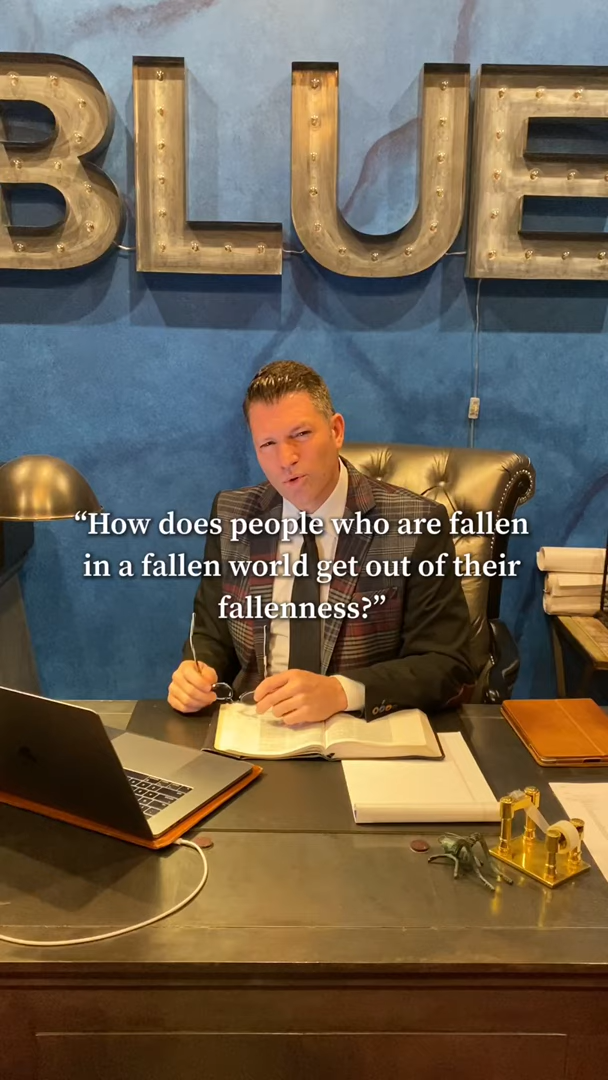 BLUE
“How does people who are fallen
in a fallen world get out of their
fallenness?”